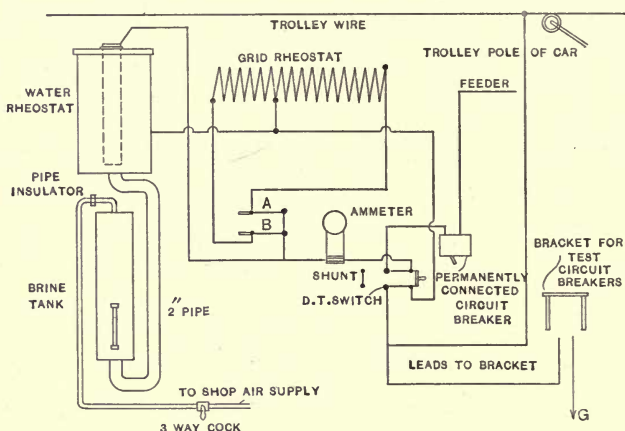 TROLLEY WIRE
GRID RHEOSTAT
TROLLEY POLE OF CAR
FEEDER
WATER
RHEOSTAT
PIPE
INSULATOR
A
B
AMMETER
BRACKET FOR
TEST
CIRCUIT
BREAKERS
SHUNT
PERMANENTLY
CONNECTED
CIRCUIT
BREAKER
BRINE
TANK
2" PIPE
D.T.SWITCH
LEADS TO BRACKET
TO SHOP AIR SUPPLY
G
3 WAY COCK